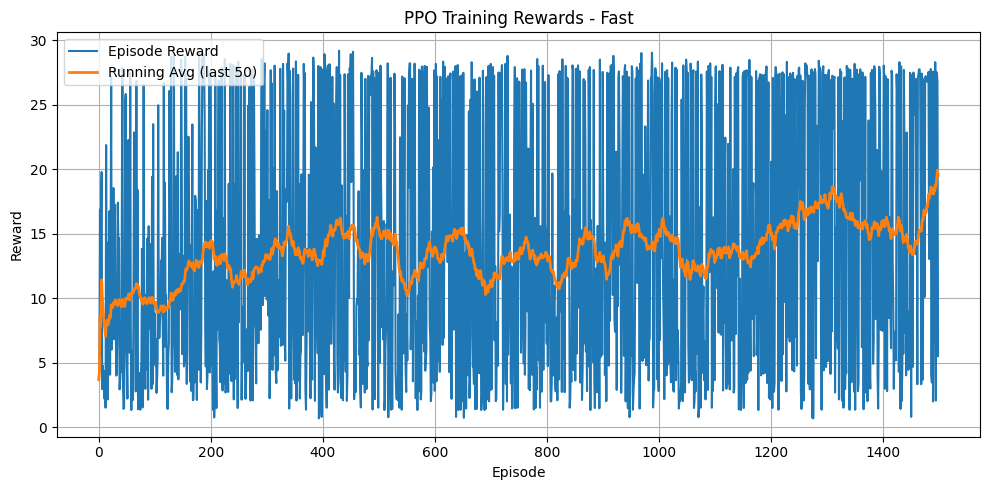 PPO Training Rewards - Fast
Episode Reward
Running Avg (last 50)
30
25
20
15
10
5
0
Reward
0 200 400 600 800 1000 1200 1400
Episode